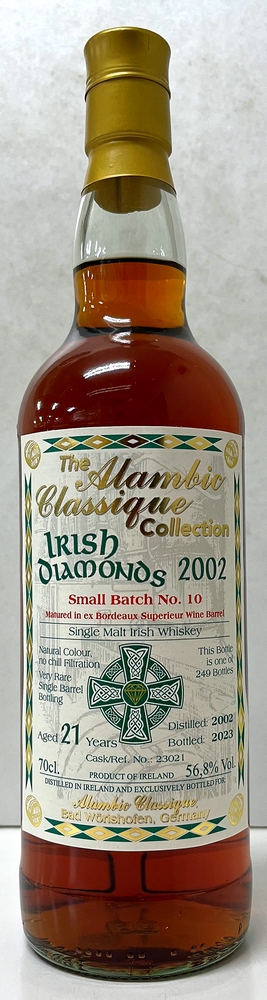 The Alambic
Classique
Collection
Irish
Diamonds 2002
Small Batch No. 10
Matured in ex Bordeaux Superieur Wine Barrel
Single Malt Irish Whiskey
Natural Colour,
no chill Filtration
Very Rare
Single Barrel
Bottling
This Bottle
is one of
249 Bottles
Distilled: 2002
Bottled: 2023
Aged 21 Years
Cask/Ref. No.: 23021
70cl.
PRODUCT OF IRELAND
56,8% Vol.
DISTILLED IN IRELAND AND EXCLUSIVELY BOTTLED FOR:
Alambic Classique,
Bad Wörishofen, Germany